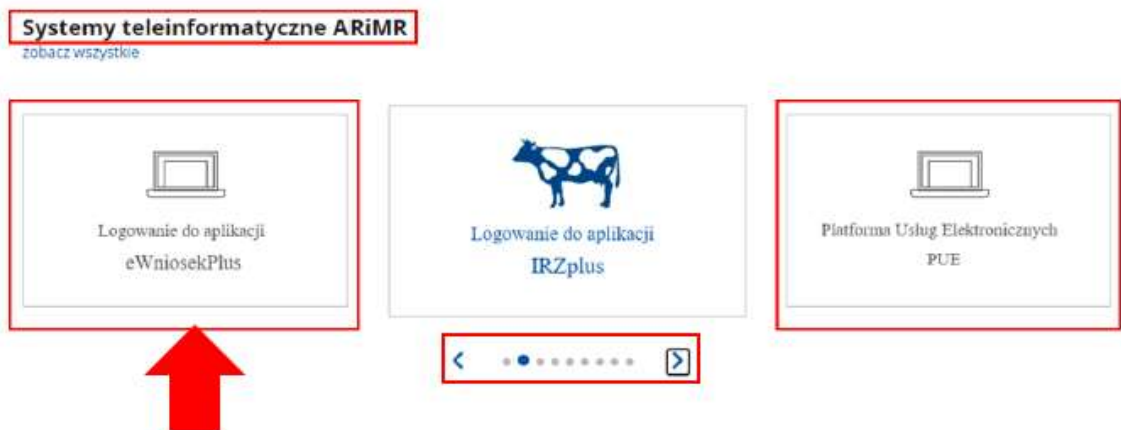 Systemy teleinformatyczne ARiMR
zobacz wszystkie
Logowanie do aplikacji
eWniosekPlus
Logowanie do aplikacji
IRZplus
Platforma Usług Elektronicznych
PUE